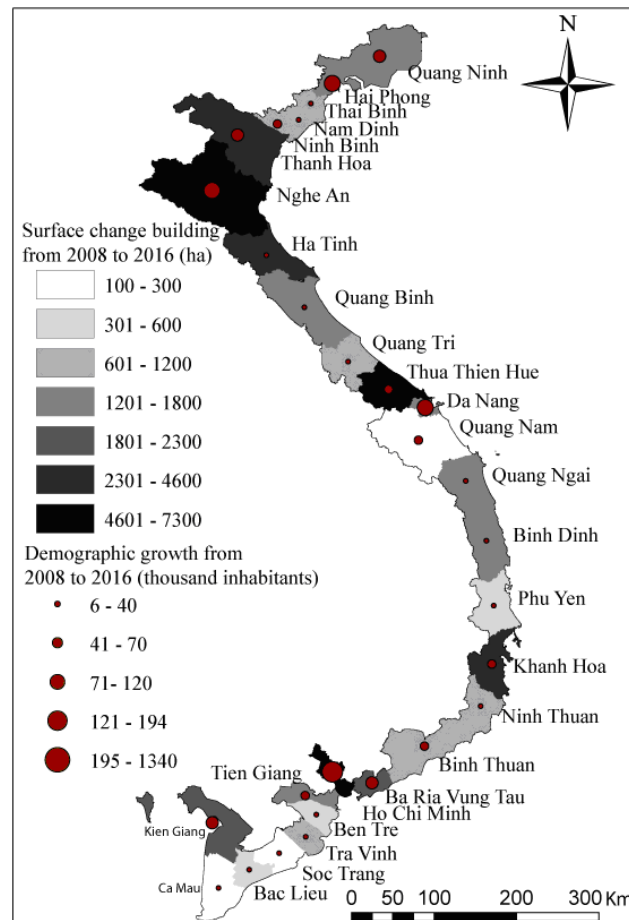 N
Quang Ninh
Hai Phong
Thai Binh
Nam Dinh
Ninh Binh
Thanh Hoa
Nghe An
Surface change building
from 2008 to 2016 (ha)
100 - 300
301 - 600
601 - 1200
1201 - 1800
1801 - 2300
2301 - 4600
4601 - 7300
Ha Tinh
Quang Binh
Quang Tri
Thua Thien Hue
Da Nang
Quang Nam
Quang Ngai
Binh Dinh
Phu Yen
Khanh Hoa
Ninh Thuan
Binh Thuan
Demographic growth from
2008 to 2016 (thousand inhabitants)
6 - 40
41 - 70
71- 120
121 - 194
195 - 1340
Tien Giang
Ba Ria Vung Tau
Ho Chi Minh
Kien Giang
Ben Tre
Tra Vinh
Soc Trang
Ca Mau
Bac Lieu
0 50 100 200 300 Km